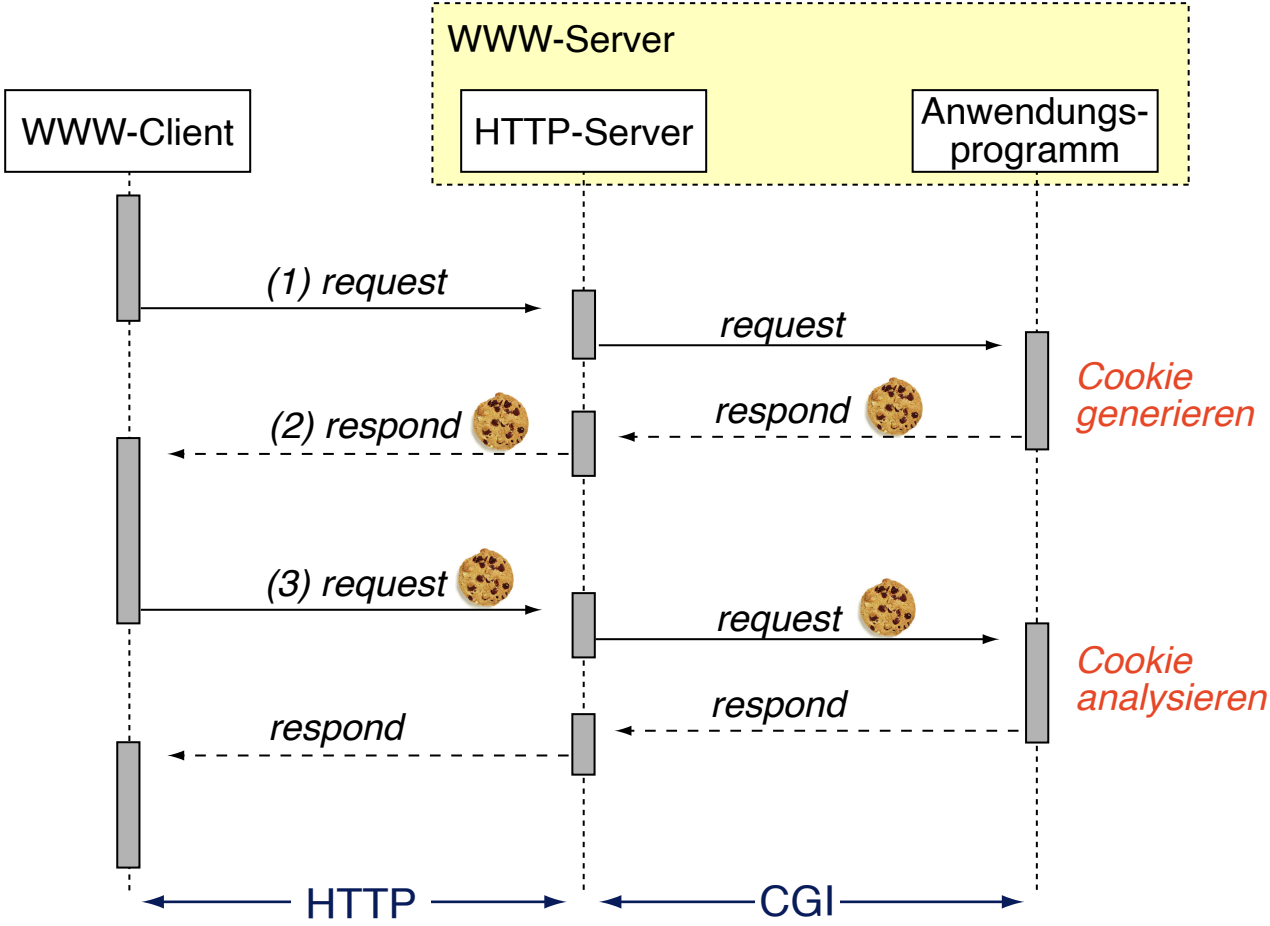 WWW-Server
WWW-Client
HTTP-Server
Anwendungs-
programm
(1) request
request
Cookie
generieren
respond
(2) respond
(3) request
request
Cookie
analysieren
respond
respond
HTTP
CGI